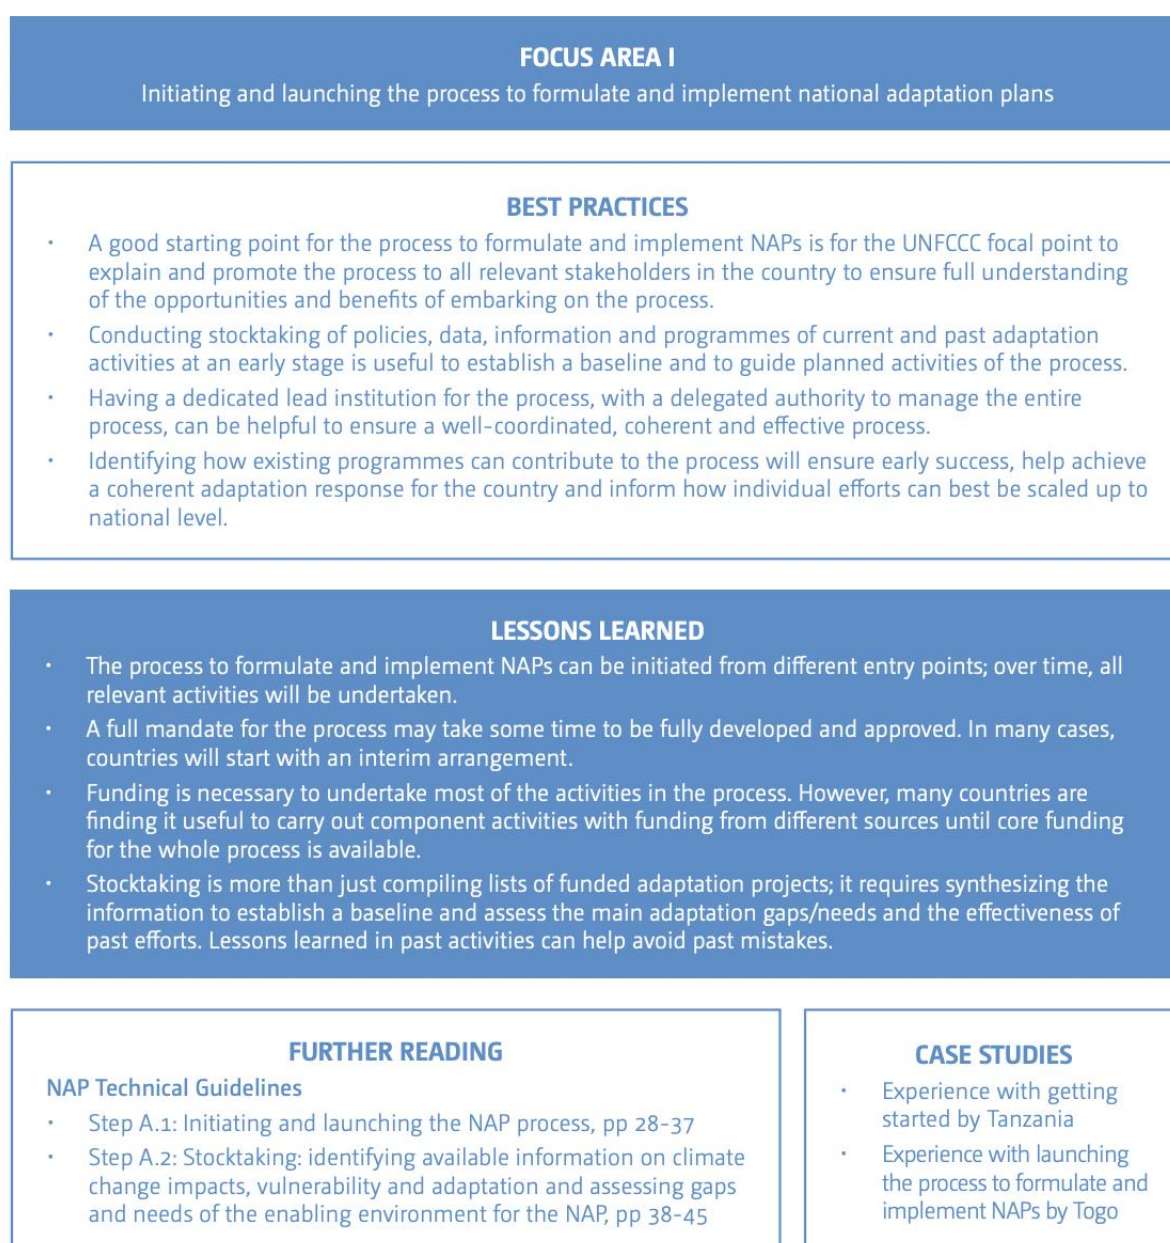 FOCUS AREA I
Initiating and launching the process to formulate and implement national adaptation plans
BEST PRACTICES
· A good starting point for the process to formulate and implement NAPs is for the UNFCCC focal point to
explain and promote the process to all relevant stakeholders in the country to ensure full understanding
of the opportunities and benefits of embarking on the process.
· Conducting stocktaking of policies, data, information and programmes of current and past adaptation
activities at an early stage is useful to establish a baseline and to guide planned activities of the process.
· Having a dedicated lead institution for the process, with a delegated authority to manage the entire
process, can be helpful to ensure a well-coordinated, coherent and effective process.
· Identifying how existing programmes can contribute to the process will ensure early success, help achieve
a coherent adaptation response for the country and inform how individual efforts can best be scaled up to
national level.
LESSONS LEARNED
· The process to formulate and implement NAPs can be initiated from different entry points; over time, all
relevant activities will be undertaken.
· A full mandate for the process may take some time to be fully developed and approved. In many cases,
countries will start with an interim arrangement.
· Funding is necessary to undertake most of the activities in the process. However, many countries are
finding it useful to carry out component activities with funding from different sources until core funding
for the whole process is available.
· Stocktaking is more than just compiling lists of funded adaptation projects; it requires synthesizing the
information to establish a baseline and assess the main adaptation gaps/needs and the effectiveness of
past efforts. Lessons learned in past activities can help avoid past mistakes.
FURTHER READING
NAP Technical Guidelines
· Step A.1: Initiating and launching the NAP process, pp 28-37
· Step A.2: Stocktaking: identifying available information on climate
change impacts, vulnerability and adaptation and assessing gaps
and needs of the enabling environment for the NAP, pp 38-45
CASE STUDIES
· Experience with getting
started by Tanzania
· Experience with launching
the process to formulate and
implement NAPs by Togo